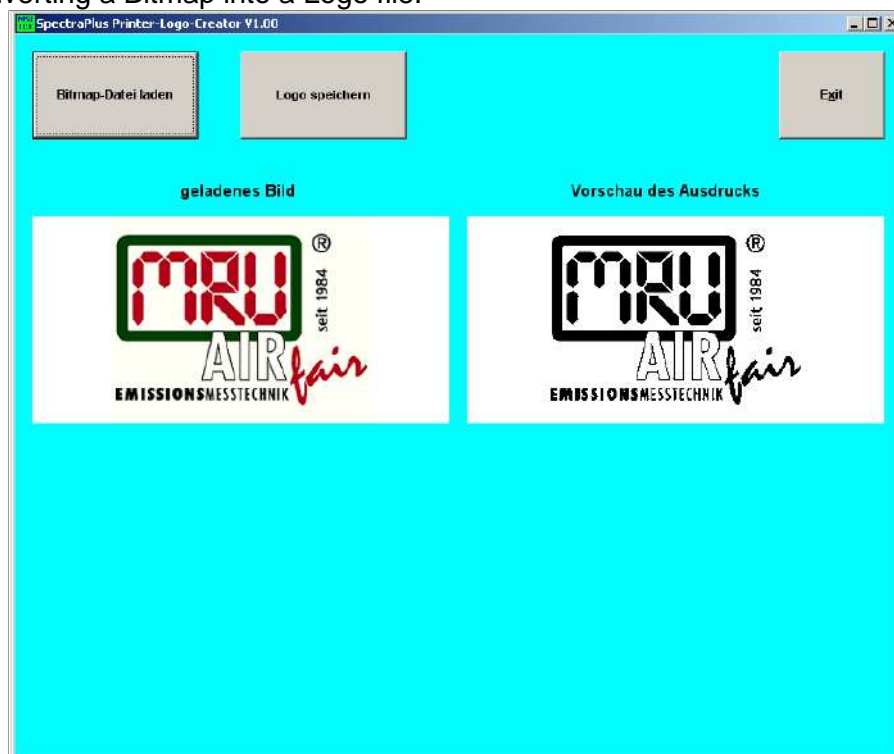 verting a Bitmap into a Logo file.
SpectraPlus Printer-Logo-Creator V1.00
Bitmap-Datei laden
Logo speichern
Exit
geladenes Bild
Vorschau des Ausdrucks
MRU
®
seit 1984
AIR
fair
EMISSIONSMESSTECHNIK
MRU
®
seit 1984
AIR
fair
EMISSIONSMESSTECHNIK